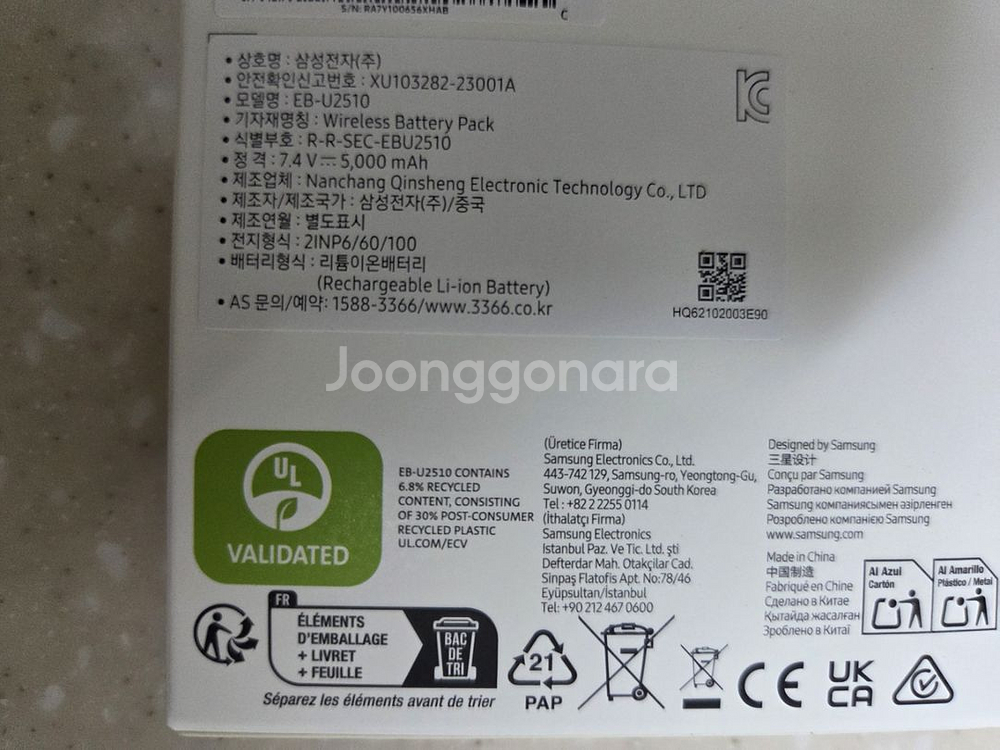 S/N: RA7Y100656XHAB
C
• 상호명 : 삼성전자(주)
• 안전확인신고번호 : XU103282-23001A
• 모델명 : EB-U2510
• 기자재명칭 : Wireless Battery Pack
• 식별부호 : R-R-SEC-EBU2510
• 정 격 : 7.4 V⎓ 5,000 mAh
• 제조업체 : Nanchang Qinsheng Electronic Technology Co., LTD
• 제조자/제조국가 : 삼성전자(주)/중국
• 제조연월 : 별도표시
• 전지형식 : 2INP6/60/100
• 배터리형식 : 리튬이온배터리
(Rechargeable Li-ion Battery)
• AS 문의/예약: 1588-3366/www.3366.co.kr
HQ62102003E90
Joonggonara
UL
VALIDATED
EB-U2510 CONTAINS
6.8% RECYCLED
CONTENT, CONSISTING
OF 30% POST-CONSUMER
RECYCLED PLASTIC
UL.COM/ECV
(Üretice Firma)
Samsung Electronics Co., Ltd.
443-742 129, Samsung-ro, Yeongtong-Gu,
Suwon, Gyeonggi-do South Korea
Tel : +82 2 2255 0114
(İthalatçı Firma)
Samsung Electronics
İstanbul Paz. Ve Tic. Ltd. şti
Defterdar Mah. Otakçilar Cad.
Sinpaş Flatofis Apt. No:78/46
Eyüpsultan/İstanbul
Tel: +90 212 467 0600
Designed by Samsung
三星设计
Conçu par Samsung
Разработано компанией Samsung
Samsung компаниясымен әзірленген
Розроблено компанією Samsung
www.samsung.com
Made in China
中国制造
Fabriqué en Chine
Сделано в Китае
Қытайда жасалған
Зроблено в Китаї
Al Azul
Cartón
Al Amarillo
Plástico / Metal
FR
ÉLÉMENTS
D'EMBALLAGE
+ LIVRET
+ FEUILLE
BAC
DE
TRI
Séparez les éléments avant de trier
21
PAP
CE
UK
CA